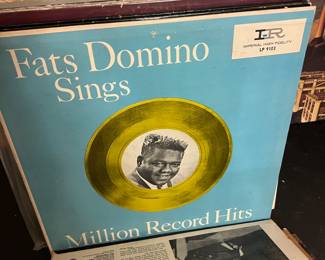 Fats Domino
Sings
IR
IMPERIAL HIGH FIDELITY
LP 9103
Million Record Hits